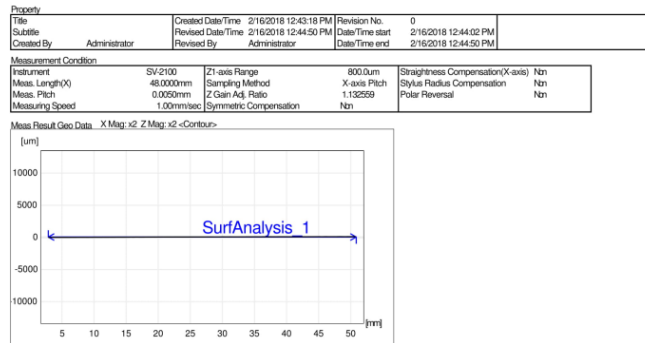 Property
Title Created Date/Time 2/16/2018 12:43:18 PM Revision No. 0
Subtitle Revised Date/Time 2/16/2018 12:44:50 PM Date/Time start 2/16/2018 12:44:02 PM
Created By Administrator Revised By Administrator Date/Time end 2/16/2018 12:44:50 PM
Measurement Condition
Instrument SV-2100 Z1-axis Range 800.0um Straightness Compensation(X-axis) Non
Meas. Length(X) 48.0000mm Sampling Method X-axis Pitch Stylus Radius Compensation Non
Meas. Pitch 0.0050mm Z Gain Adj. Ratio 1.132559 Polar Reversal Non
Measuring Speed 1.00mm/sec Symmetric Compensation Non
Meas Result Geo Data X Mag: x2 Z Mag: x2 <Contour>
[um]
10000
5000
SurfAnalysis_1
0
-5000
-10000
[mm]
5 10 15 20 25 30 35 40 45 50